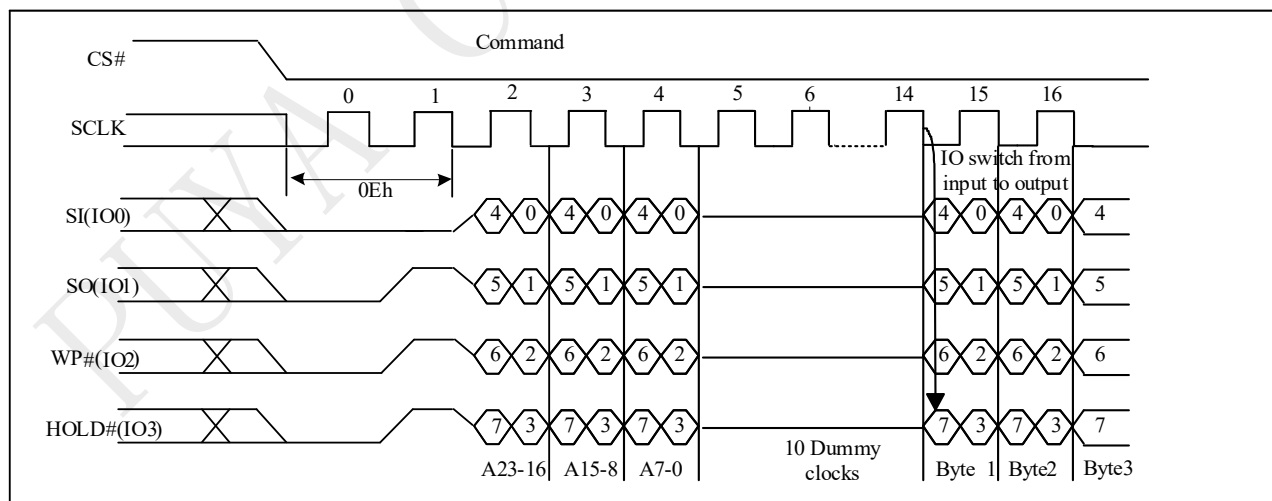 Command
CS#
0 1 2 3 4 5 6 14 15 16
SCLK
IO switch from
input to output
0Eh
SI(IO0) 4 0 4 0 4 0 4 0 4 0 4
SO(IO1) 5 1 5 1 5 1 5 1 5 1 5
WP#(IO2) 6 2 6 2 6 2 6 2 6 2 6
HOLD#(IO3) 7 3 7 3 7 3 7 3 7 3 7
10 Dummy
clocks
A23-16 A15-8 A7-0 Byte 1 Byte2 Byte3
PUYA